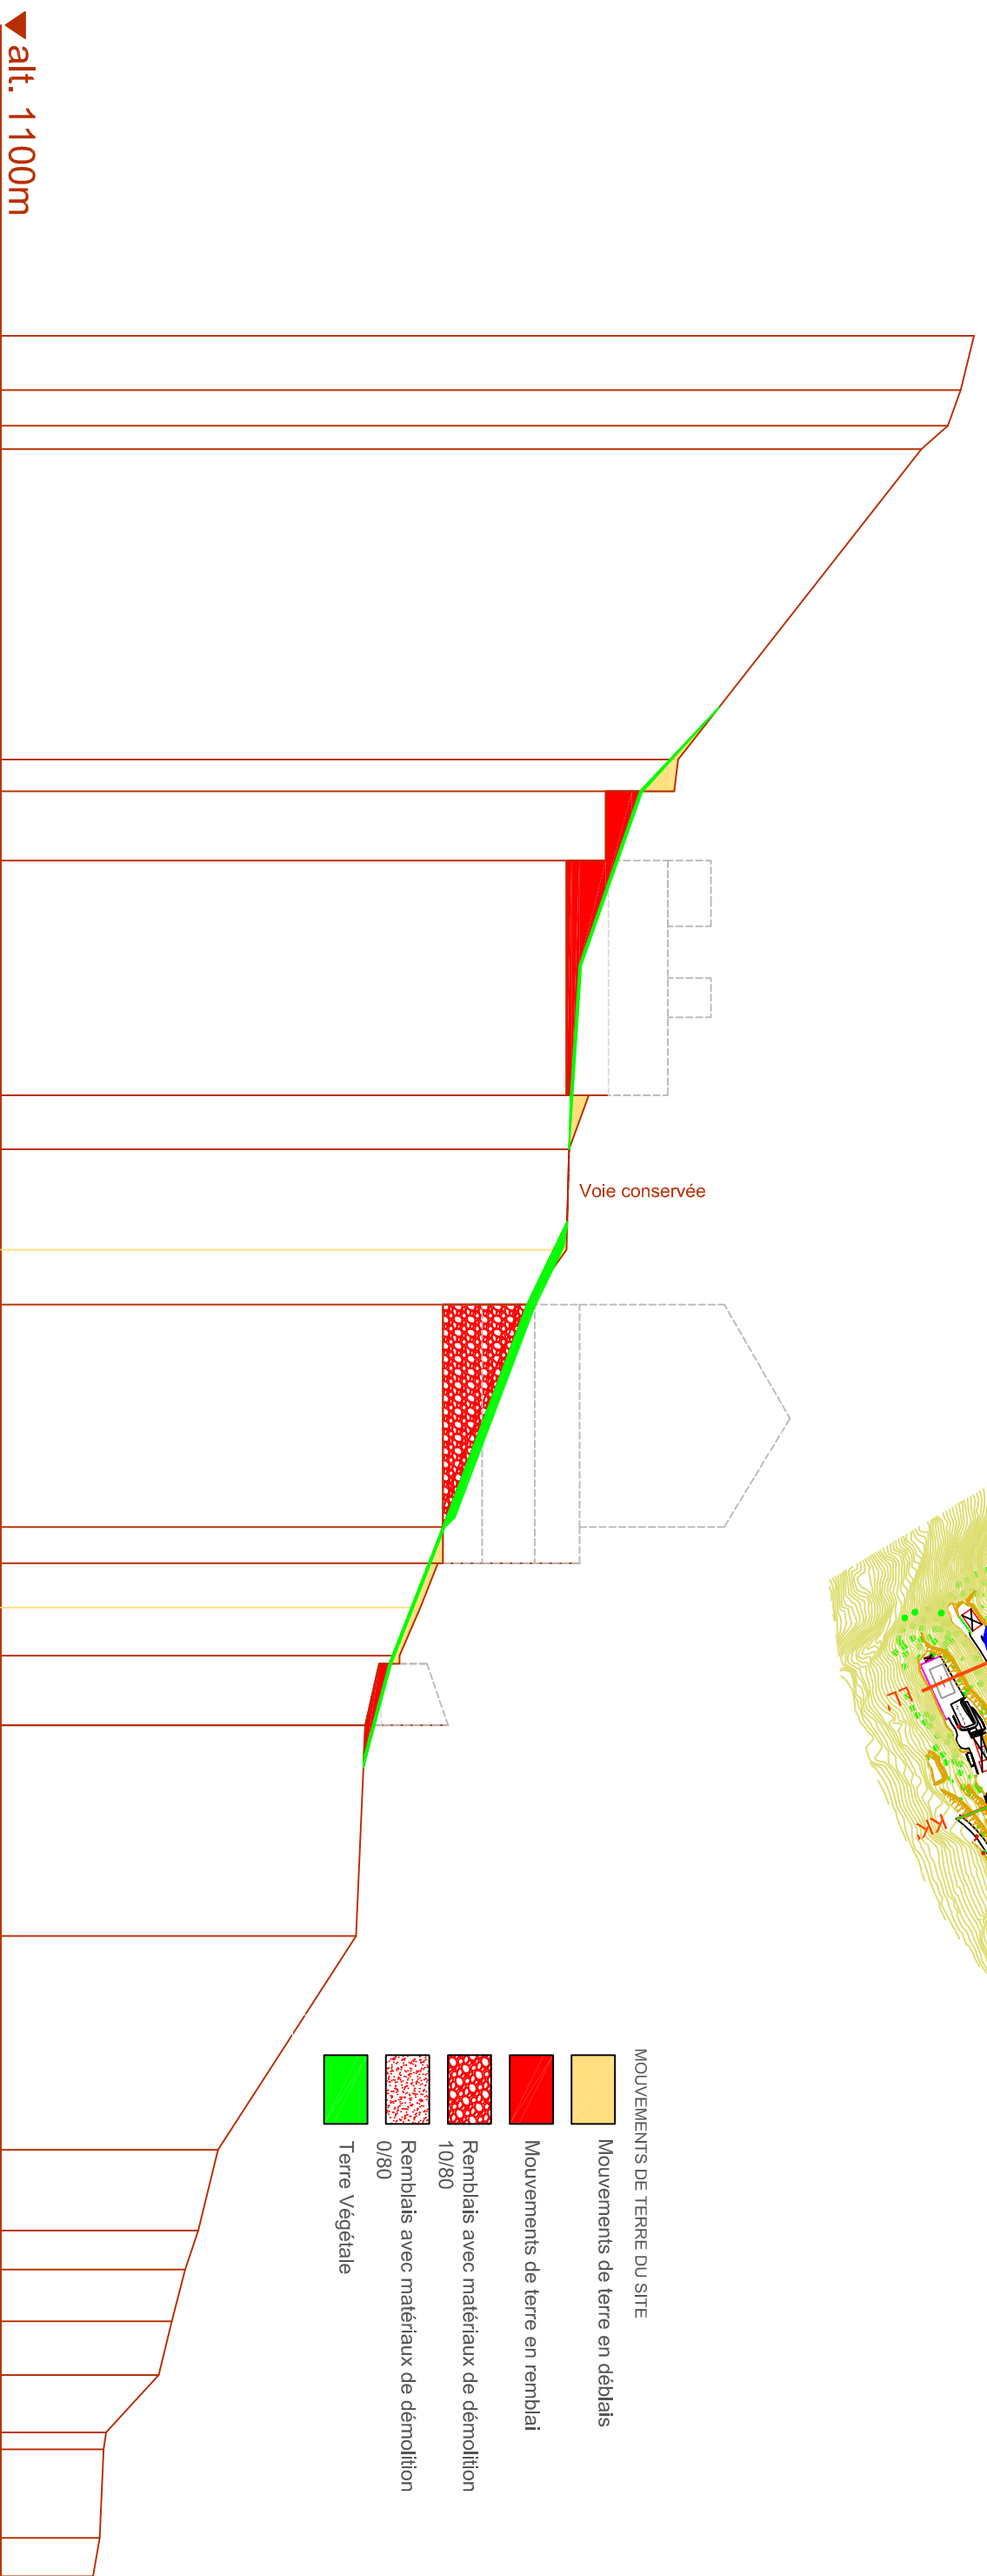 alt. 1100m
Voie conservée
MOUVEMENTS DE TERRE DU SITE
Mouvements de terre en déblais
Mouvements de terre en remblai
Remblais avec matériaux de démolition
10/80
Remblais avec matériaux de démolition
0/80
Terre Végétale
KK'